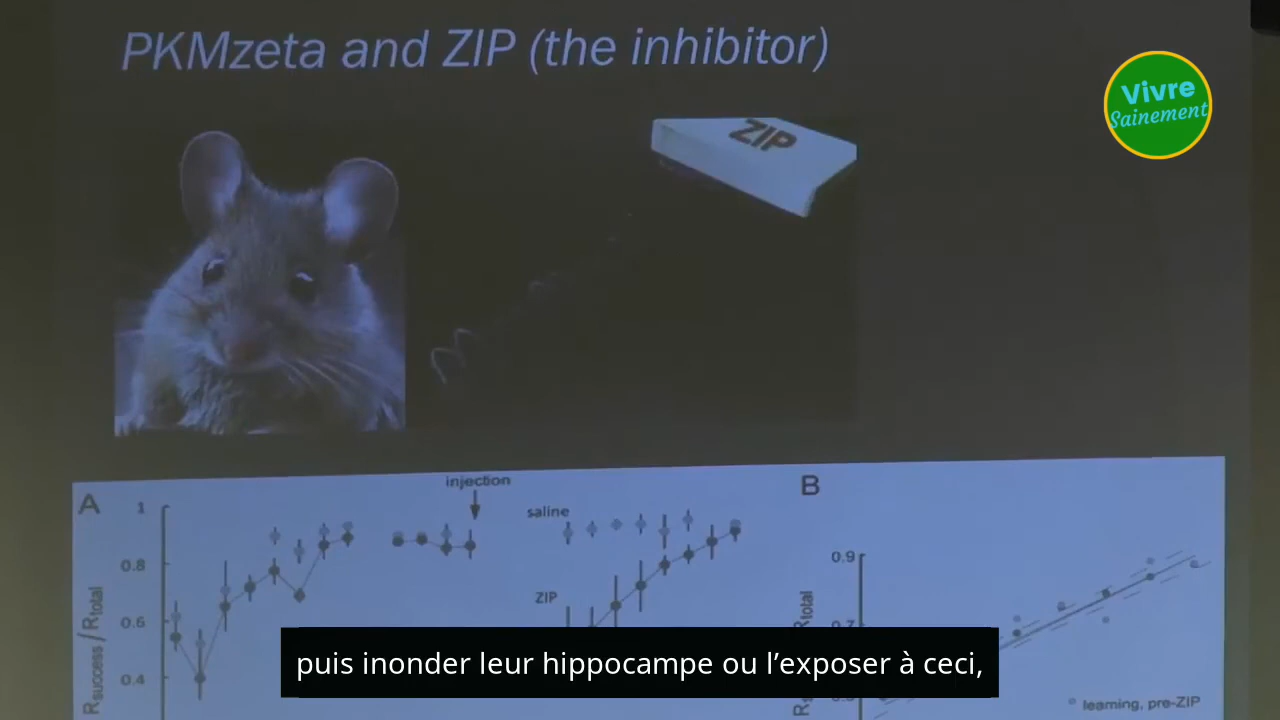 PKMzeta and ZIP (the inhibitor)
Vivre
Sainement
ZIP
A
injection
saline
ZIP
1
0.8
0.6
0.4
Rsuccess /Rtotal
B
0.9
Rtotal
learning, pre-ZIP
puis inonder leur hippocampe ou l’exposer à ceci,